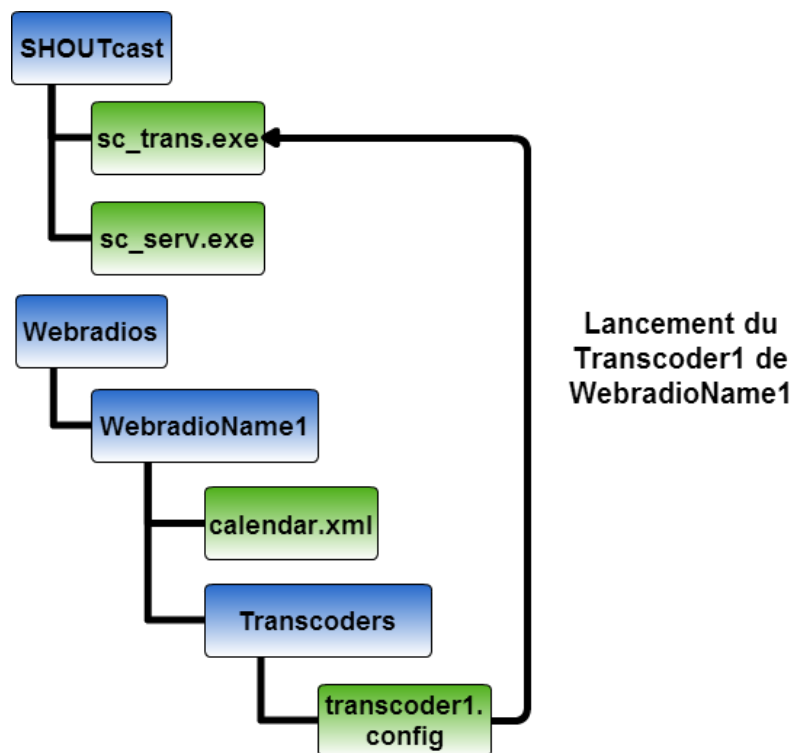 SHOUTcast
sc_trans.exe
sc_serv.exe
Webradios
Lancement du
Transcoder1 de
WebradioName1
WebradioName1
calendar.xml
Transcoders
transcoder1.
config